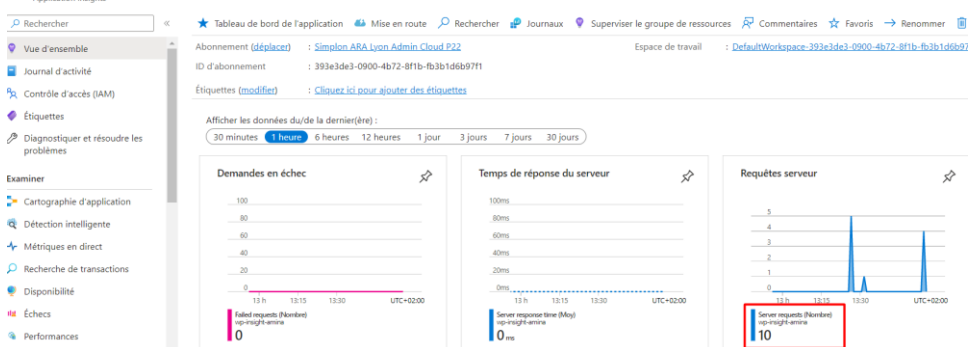 Application Insights
Rechercher
«
Tableau de bord de l'application
Mise en route
Rechercher
Journaux
Superviser le groupe de ressources
Commentaires
Favoris
Renommer
Vue d'ensemble
Journal d'activité
Contrôle d'accès (IAM)
Étiquettes
Diagnostiquer et résoudre les
problèmes
Examiner
Cartographie d'application
Détection intelligente
Métriques en direct
Recherche de transactions
Disponibilité
Échecs
Performances
Abonnement (déplacer) : Simplon ARA Lyon Admin Cloud P22
Espace de travail : DefaultWorkspace-393e3de3-0900-4b72-8f1b-fb3b1d6b97
ID d'abonnement : 393e3de3-0900-4b72-8f1b-fb3b1d6b97f1
Étiquettes (modifier) : Cliquez ici pour ajouter des étiquettes
Afficher les données du/de la dernier(ère) :
30 minutes 1 heure 6 heures 12 heures 1 jour 3 jours 7 jours 30 jours
Demandes en échec
100
80
60
40
20
0
13 h 13:15 13:30 UTC+02:00
Failed requests (Nombre)
wp-insight-amina
0
Temps de réponse du serveur
100ms
80ms
60ms
40ms
20ms
0ms
13 h 13:15 13:30 UTC+02:00
Server response time (Moy)
wp-insight-amina
0 ms
Requêtes serveur
5
4
3
2
1
0
13 h 13:15 13:30 UTC+02:00
Server requests (Nombre)
wp-insight-amina
10